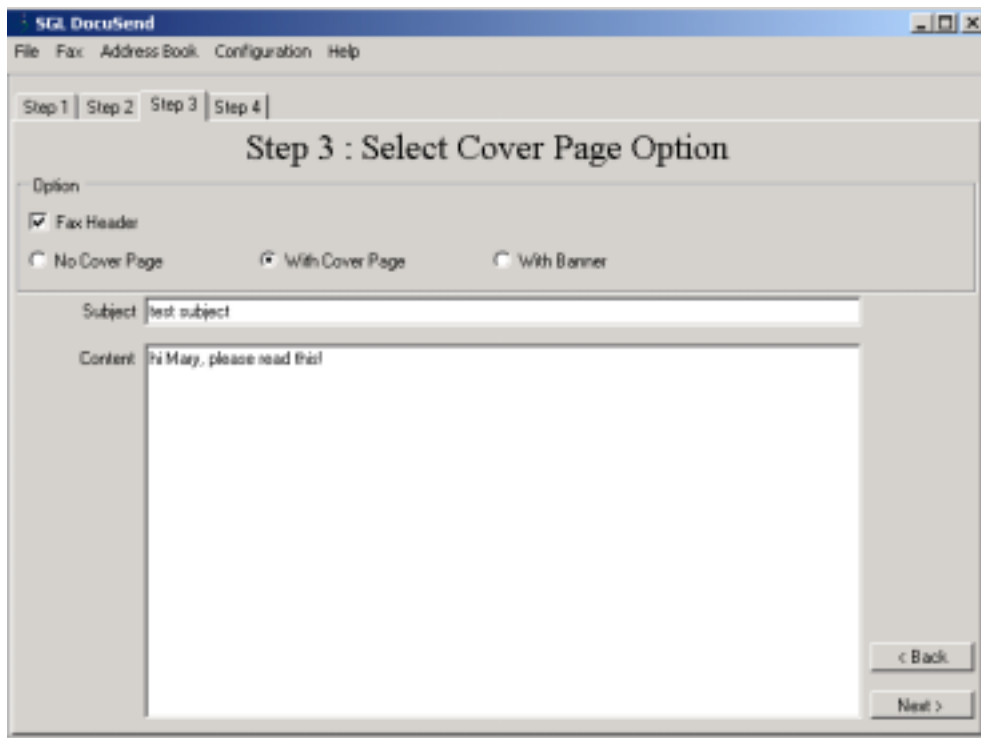 SGL DocuSend
File Fax Address Book Configuration Help
Step 1 Step 2 Step 3 Step 4
Step 3 : Select Cover Page Option
Option
Fax Header
No Cover Page With Cover Page With Banner
Subject test subject
Content hi Mary, please read this!
< Back
Next >